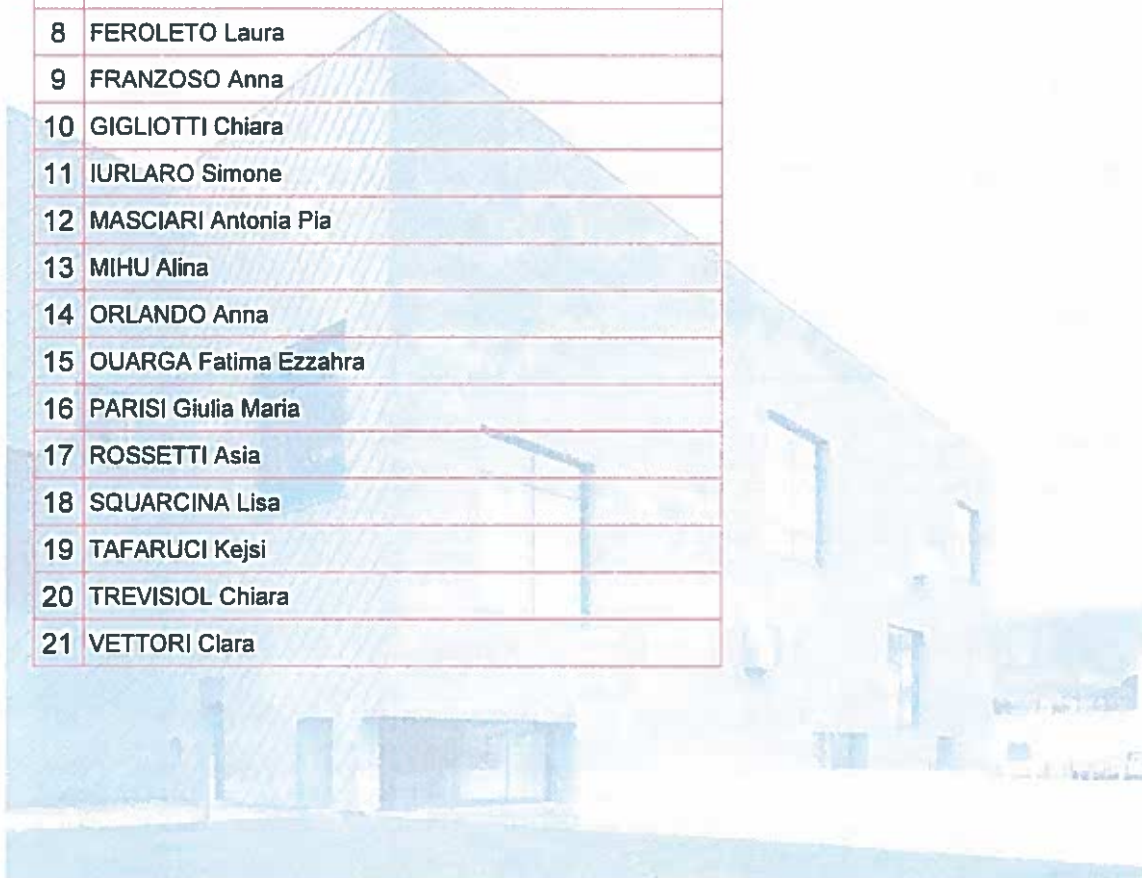 8 FEROLETO Laura
9 FRANZOSO Anna
10 GIGLIOTTI Chiara
11 IURLARO Simone
12 MASCIARI Antonia Pia
13 MIHU Alina
14 ORLANDO Anna
15 OUARGA Fatima Ezzahra
16 PARISI Giulia Maria
17 ROSSETTI Asia
18 SQUARCINA Lisa
19 TAFARUCI Kejsi
20 TREVISIOL Chiara
21 VETTORI Clara